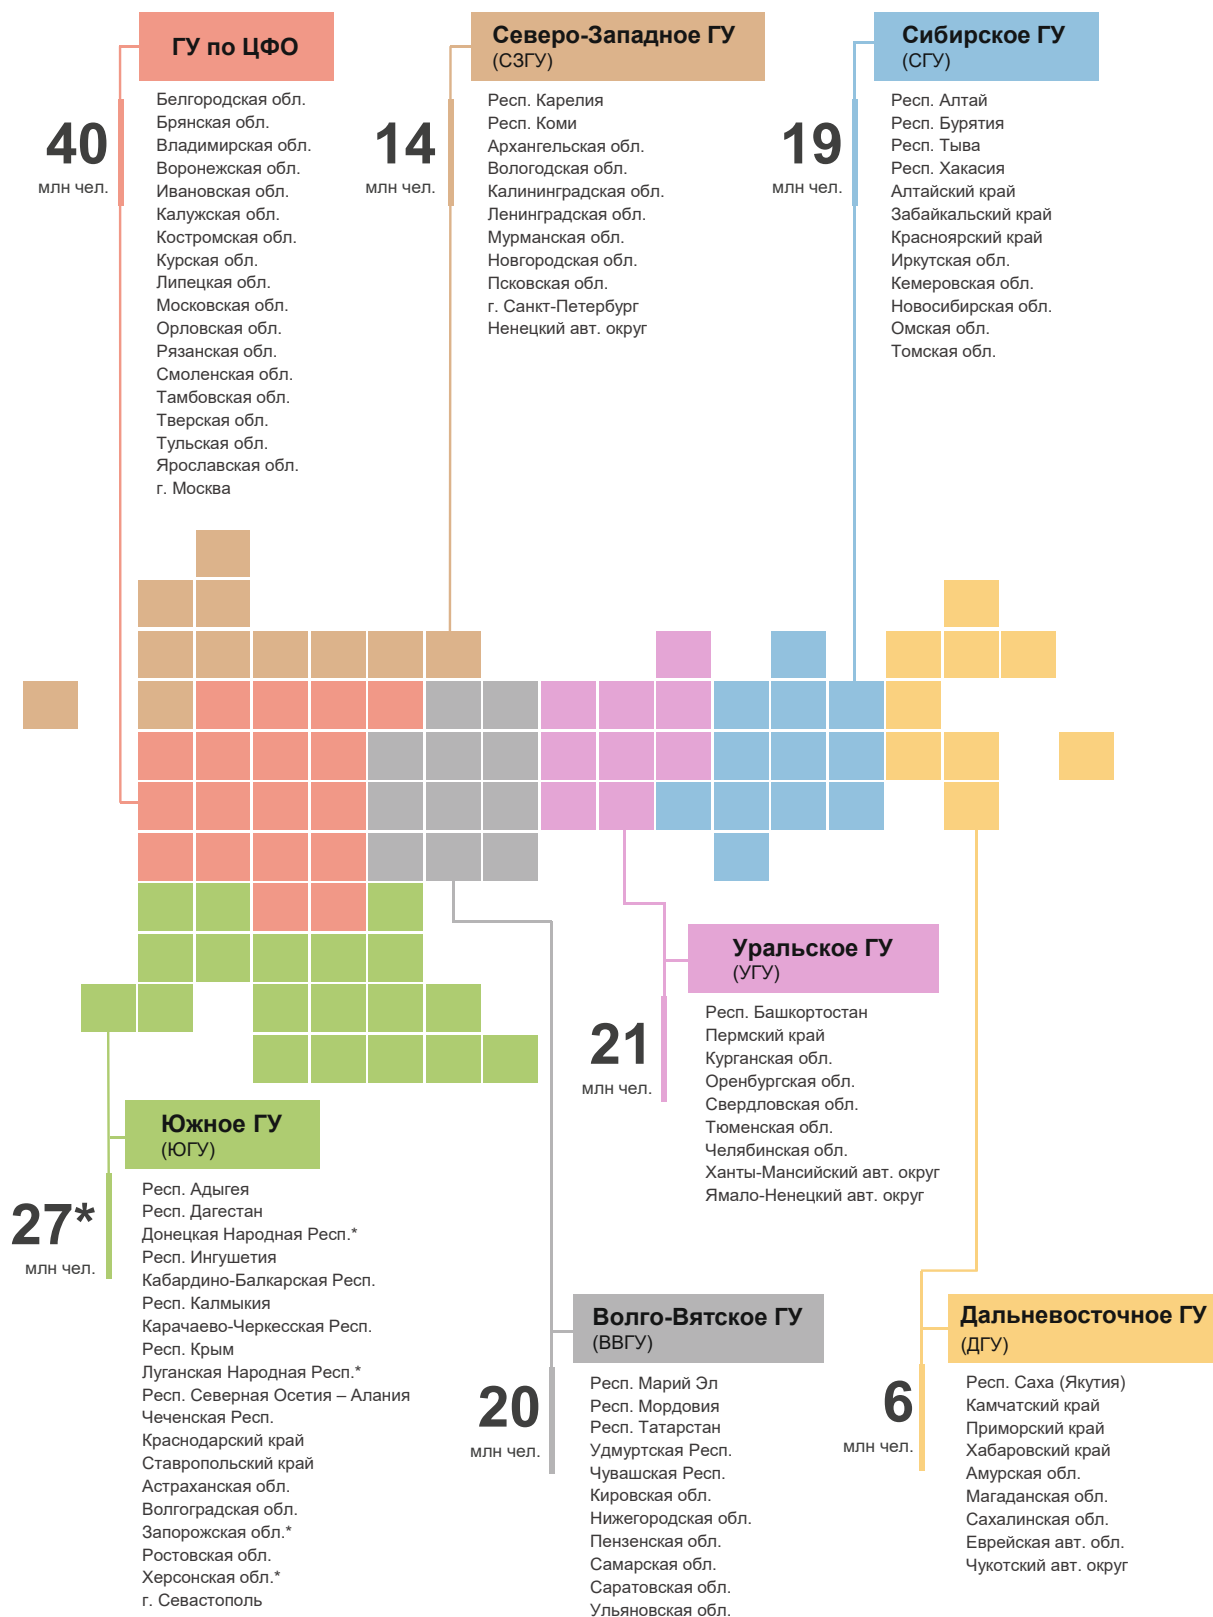 ГУ по ЦФО
40
млн чел.
Белгородская обл.
Брянская обл.
Владимирская обл.
Воронежская обл.
Ивановская обл.
Калужская обл.
Костромская обл.
Курская обл.
Липецкая обл.
Московская обл.
Орловская обл.
Рязанская обл.
Смоленская обл.
Тамбовская обл.
Тверская обл.
Тульская обл.
Ярославская обл.
г. Москва
Северо-Западное ГУ
(СЗГУ)
14
млн чел.
Респ. Карелия
Респ. Коми
Архангельская обл.
Вологодская обл.
Калининградская обл.
Ленинградская обл.
Мурманская обл.
Новгородская обл.
Псковская обл.
г. Санкт-Петербург
Ненецкий авт. округ
Сибирское ГУ
(СГУ)
19
млн чел.
Респ. Алтай
Респ. Бурятия
Респ. Тыва
Респ. Хакасия
Алтайский край
Забайкальский край
Красноярский край
Иркутская обл.
Кемеровская обл.
Новосибирская обл.
Омская обл.
Томская обл.
Уральское ГУ
(УГУ)
21
млн чел.
Респ. Башкортостан
Пермский край
Курганская обл.
Оренбургская обл.
Свердловская обл.
Тюменская обл.
Челябинская обл.
Ханты-Мансийский авт. округ
Ямало-Ненецкий авт. округ
Южное ГУ
(ЮГУ)
27*
млн чел.
Респ. Адыгея
Респ. Дагестан
Донецкая Народная Респ.*
Респ. Ингушетия
Кабардино-Балкарская Респ.
Респ. Калмыкия
Карачаево-Черкесская Респ.
Респ. Крым
Луганская Народная Респ.*
Респ. Северная Осетия – Алания
Чеченская Респ.
Краснодарский край
Ставропольский край
Астраханская обл.
Волгоградская обл.
Запорожская обл.*
Ростовская обл.
Херсонская обл.*
г. Севастополь
Волго-Вятское ГУ
(ВВГУ)
20
млн чел.
Респ. Марий Эл
Респ. Мордовия
Респ. Татарстан
Удмуртская Респ.
Чувашская Респ.
Кировская обл.
Нижегородская обл.
Пензенская обл.
Самарская обл.
Саратовская обл.
Ульяновская обл.
Дальневосточное ГУ
(ДГУ)
6
млн чел.
Респ. Саха (Якутия)
Камчатский край
Приморский край
Хабаровский край
Амурская обл.
Магаданская обл.
Сахалинская обл.
Еврейская авт. обл.
Чукотский авт. округ